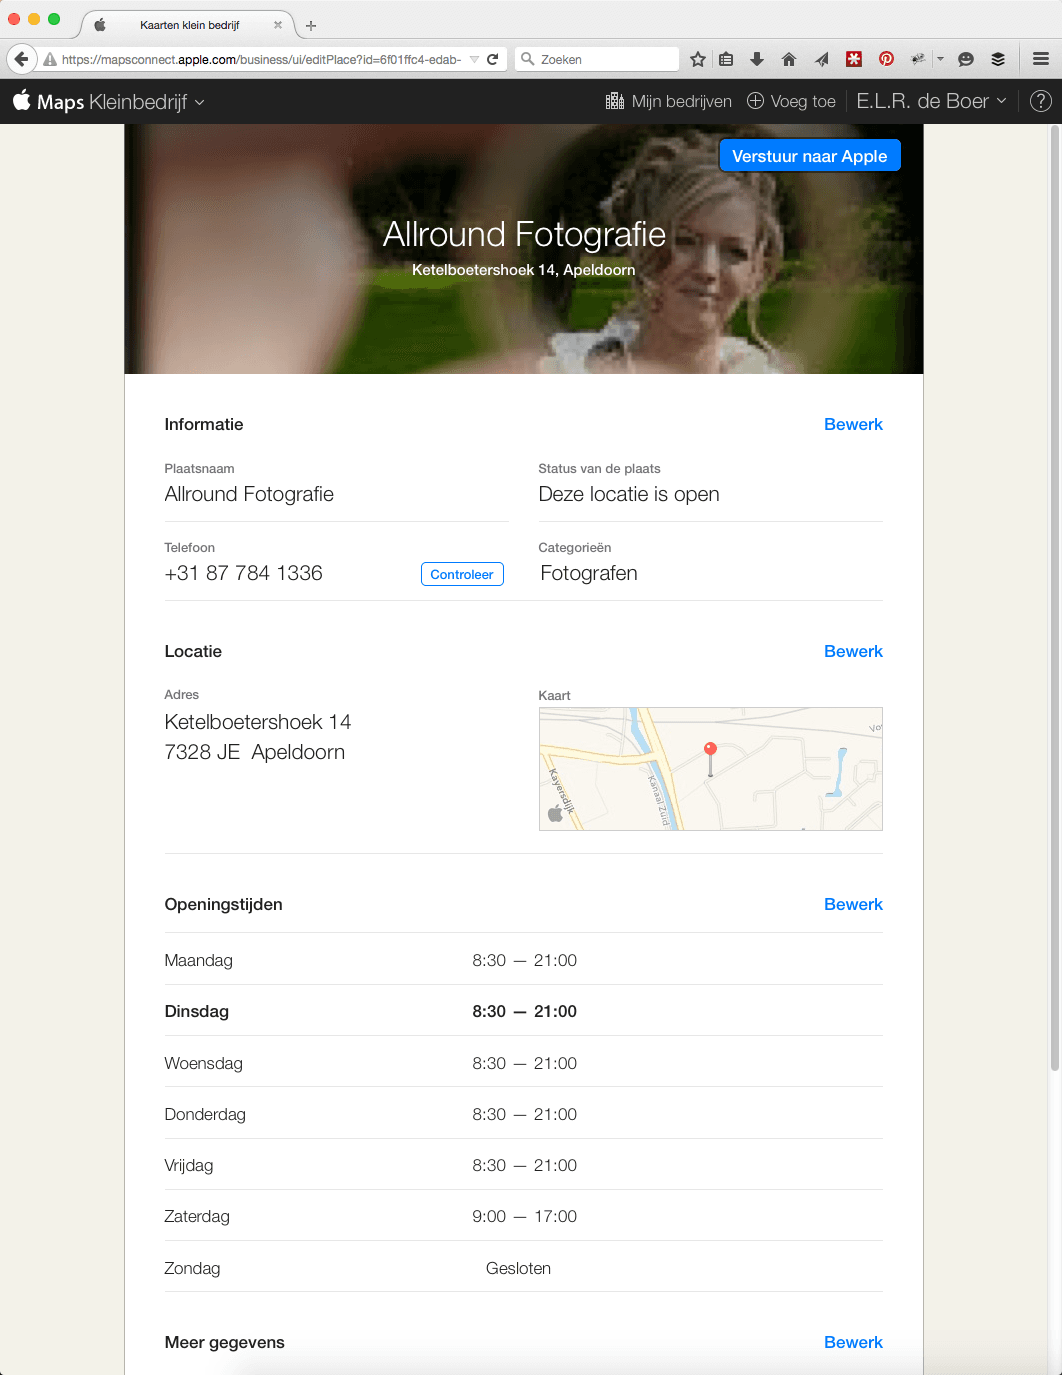 Kaarten klein bedrijf
https://mapsconnect.apple.com/business/ui/editPlace?id=6f01ffc4-edab-
Zoeken
Maps Kleinbedrijf
Mijn bedrijven
Voeg toe
E.L.R. de Boer
?
Verstuur naar Apple
Allround Fotografie
Ketelboetershoek 14, Apeldoorn
Informatie
Bewerk
Plaatsnaam
Status van de plaats
Allround Fotografie
Deze locatie is open
Telefoon
Categorieën
+31 87 784 1336
Controleer
Fotografen
Locatie
Bewerk
Adres
Kaart
Ketelboetershoek 14
7328 JE Apeldoorn
Kayersdijk
Kanaal Zuid
Openingstijden
Bewerk
Maandag
8:30 — 21:00
Dinsdag
8:30 — 21:00
Woensdag
8:30 — 21:00
Donderdag
8:30 — 21:00
Vrijdag
8:30 — 21:00
Zaterdag
9:00 — 17:00
Zondag
Gesloten
Meer gegevens
Bewerk